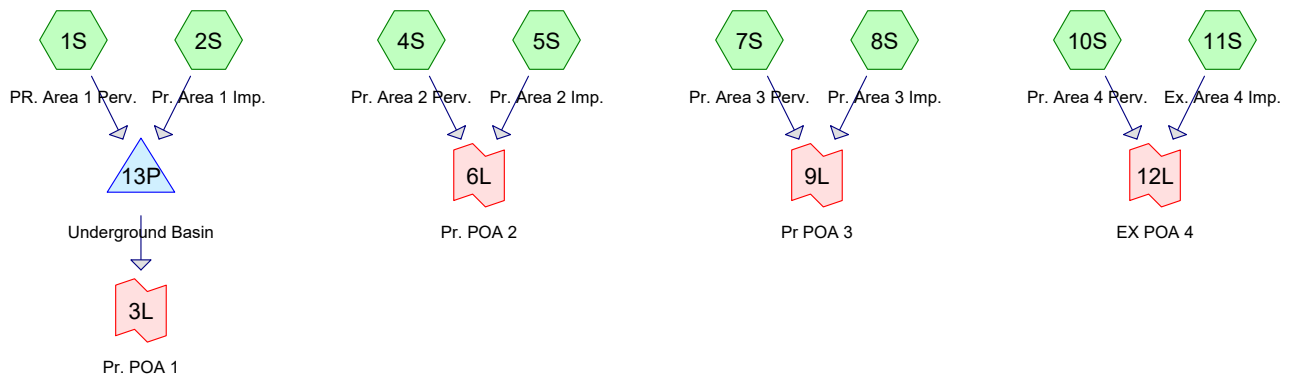 1S
2S
4S
5S
7S
8S
10S
11S
PR. Area 1 Perv.
Pr. Area 1 Imp.
Pr. Area 2 Perv.
Pr. Area 2 Imp.
Pr. Area 3 Perv.
Pr. Area 3 Imp.
Pr. Area 4 Perv.
Ex. Area 4 Imp.
13P
6L
9L
12L
Underground Basin
Pr. POA 2
Pr POA 3
EX POA 4
3L
Pr. POA 1